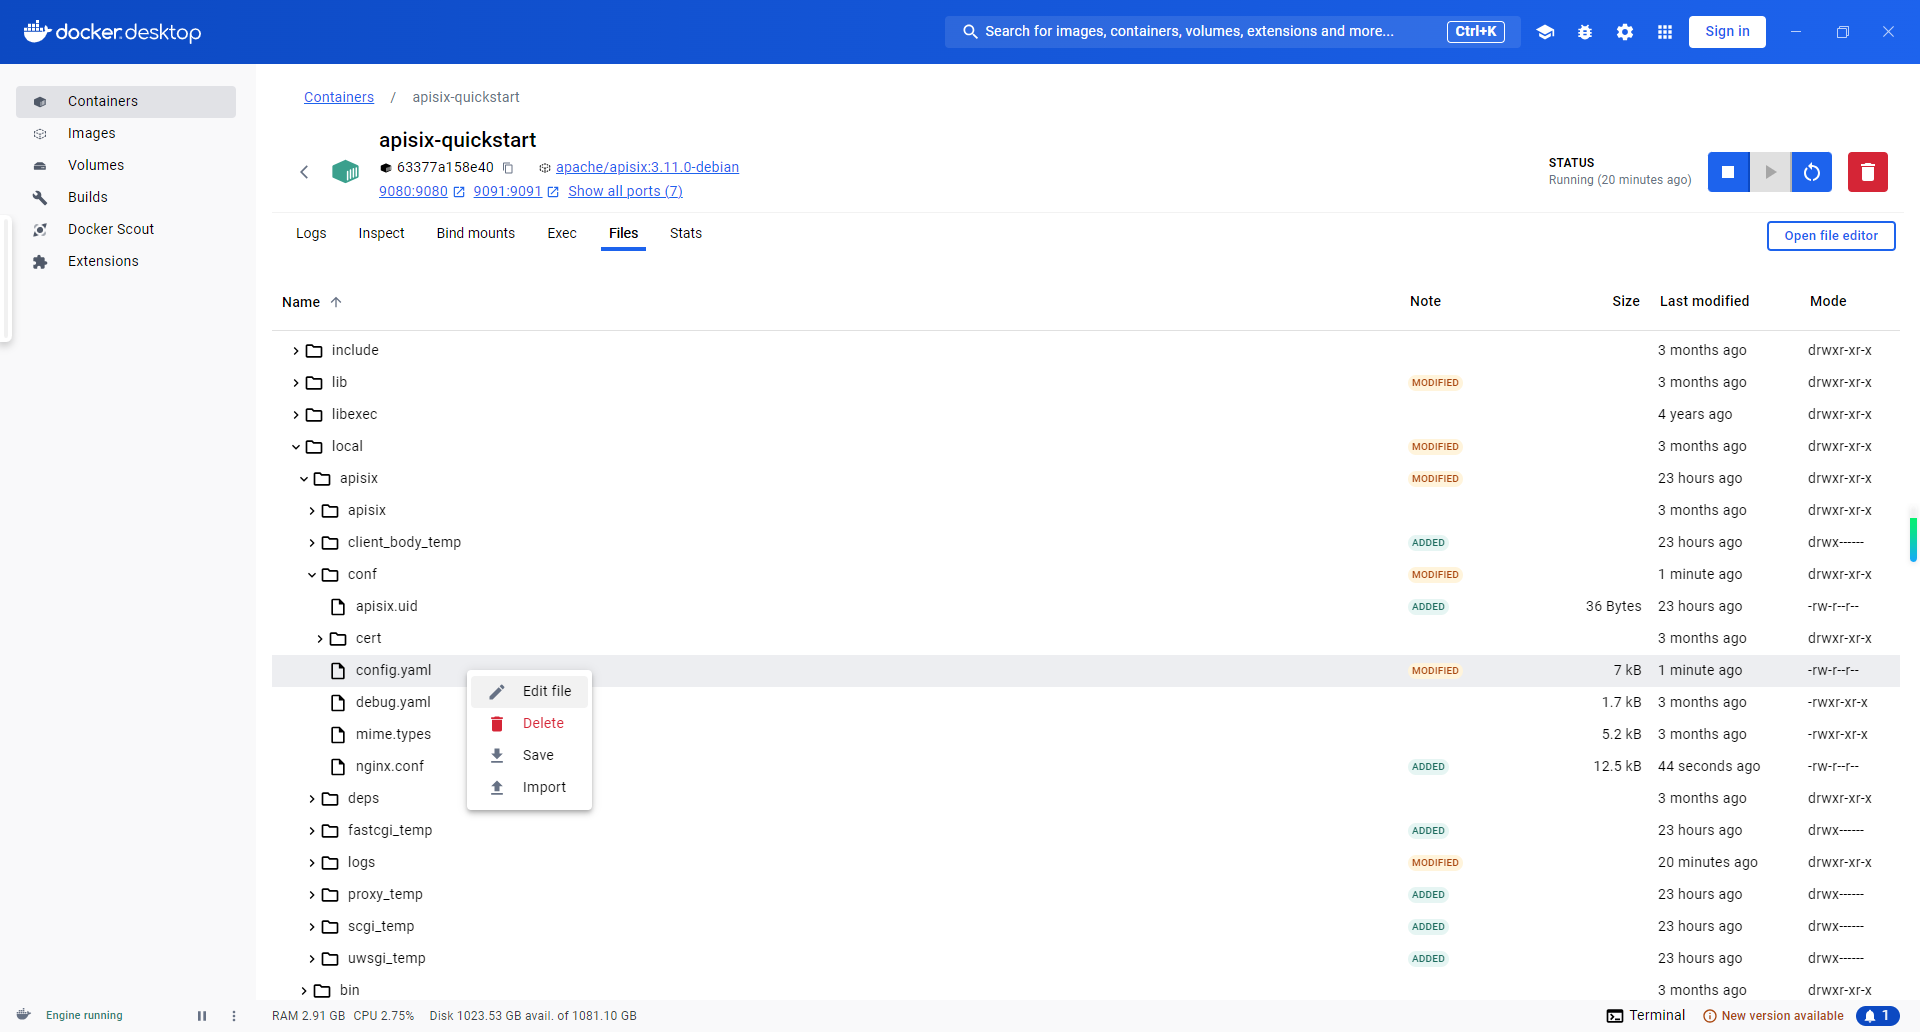 docker.desktop
Search for images, containers, volumes, extensions and more... Ctrl+K
Sign in
Containers
Images
Volumes
Builds
Docker Scout
Extensions
Containers / apisix-quickstart
apisix-quickstart
63377a158e40 apache/apisix:3.11.0-debian
9080:9080 9091:9091 Show all ports (7)
STATUS
Running (20 minutes ago)
Logs Inspect Bind mounts Exec Files Stats
Open file editor
Name Note Size Last modified Mode
include 3 months ago drwxr-xr-x
lib MODIFIED 3 months ago drwxr-xr-x
libexec 4 years ago drwxr-xr-x
local MODIFIED 3 months ago drwxr-xr-x
apisix MODIFIED 23 hours ago drwxr-xr-x
apisix 3 months ago drwxr-xr-x
client_body_temp ADDED 23 hours ago drwx------
conf MODIFIED 1 minute ago drwxr-xr-x
apisix.uid ADDED 36 Bytes 23 hours ago -rw-r--r--
cert 3 months ago drwxr-xr-x
config.yaml MODIFIED 7 kB 1 minute ago -rw-r--r--
debug.yaml 1.7 kB 3 months ago -rwxr-xr-x
mime.types 5.2 kB 3 months ago -rwxr-xr-x
nginx.conf ADDED 12.5 kB 44 seconds ago -rw-r--r--
Edit file
Delete
Save
Import
deps 3 months ago drwxr-xr-x
fastcgi_temp ADDED 23 hours ago drwx------
logs MODIFIED 20 minutes ago drwxr-xr-x
proxy_temp ADDED 23 hours ago drwx------
scgi_temp ADDED 23 hours ago drwx------
uwsgi_temp ADDED 23 hours ago drwx------
bin 3 months ago drwxr-xr-x
Engine running
RAM 2.91 GB CPU 2.75% Disk 1023.53 GB avail. of 1081.10 GB
Terminal New version available 1